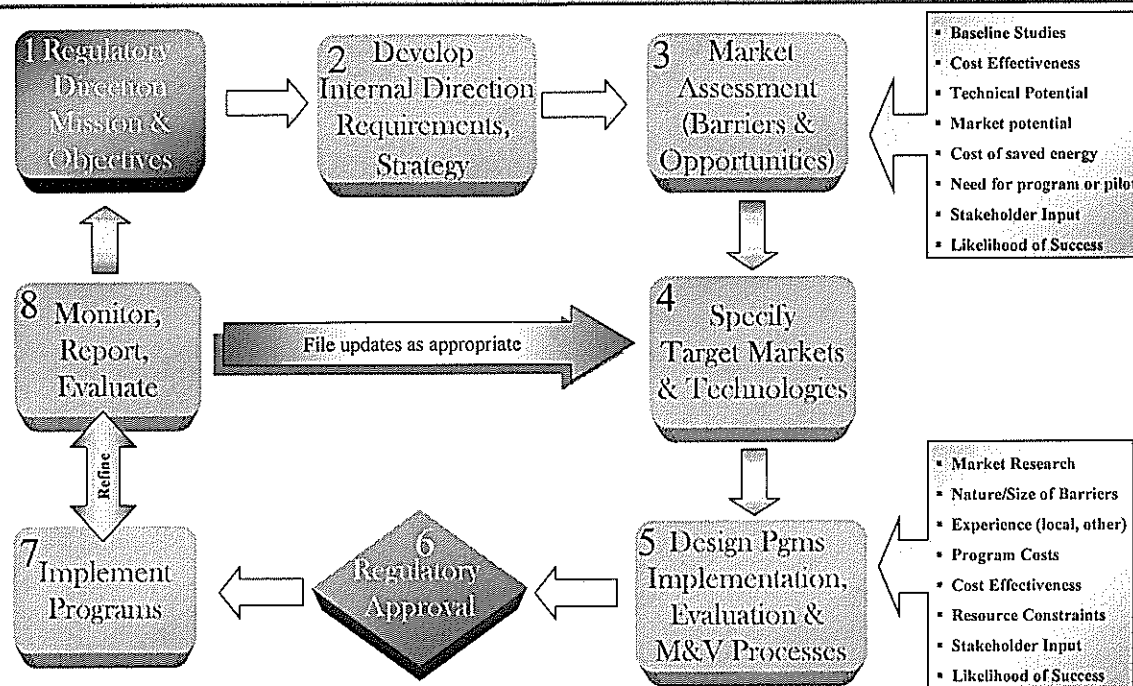 1 Regulatory
Direction
Mission &
Objectives
2 Develop
Internal Direction
Requirements,
Strategy
3 Market
Assessment
(Barriers &
Opportunities)
▪ Baseline Studies
▪ Cost Effectiveness
▪ Technical Potential
▪ Market potential
▪ Cost of saved energy
▪ Need for program or pilot
▪ Stakeholder Input
▪ Likelihood of Success
8 Monitor,
Report,
Evaluate
File updates as appropriate
4 Specify
Target Markets
& Technologies
Refine
7 Implement
Programs
6
Regulatory
Approval
5 Design Pgms
Implementation,
Evaluation &
M&V Processes
▪ Market Research
▪ Nature/Size of Barriers
▪ Experience (local, other)
▪ Program Costs
▪ Cost Effectiveness
▪ Resource Constraints
▪ Stakeholder Input
▪ Likelihood of Success